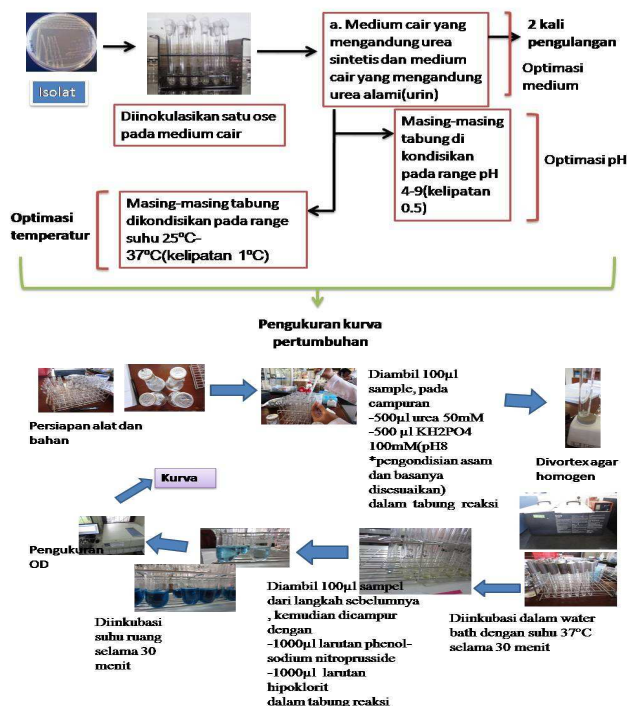 Isolat
Diinokulasikan satu ose
pada medium cair
a. Medium cair yang
mengandung urea
sintetis dan medium
cair yang mengandung
urea alami(urin)
2 kali
pengulangan
Optimasi
medium
Masing-masing
tabung di
kondisikan
pada range pH
4-9(kelipatan
0.5)
Optimasi pH
Optimasi
temperatur
Masing-masing tabung
dikondisikan pada range
suhu 25ºC-
37ºC(kelipatan 1ºC)
Pengukuran kurva
pertumbuhan
Persiapan alat dan
bahan
Diambil 100µl
sample, pada
campuran
-500µl urea 50mM
-500 µl KH2PO4
100mM(pH8
*pengondisian asam
dan basanya
disesuaikan)
dalam tabung reaksi
Divortex agar
homogen
Diinkubasi dalam water
bath dengan suhu 37ºC
selama 30 menit
Diambil 100µl sampel
dari langkah sebelumnya
, kemudian dicampur
dengan
-1000µl larutan phenol-
sodium nitroprusside
-1000µl larutan
hipoklorit
dalam tabung reaksi
Diinkubasi
suhu ruang
selama 30
menit
Pengukuran
OD
Kurva